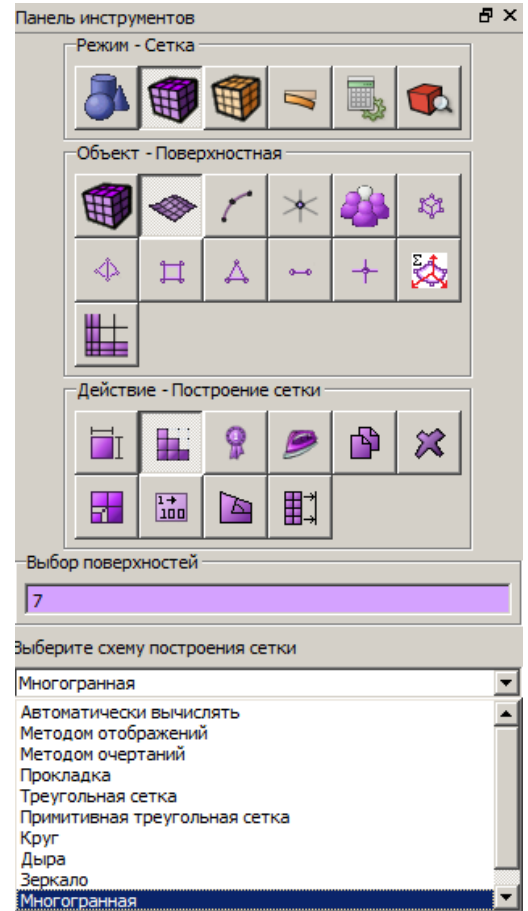 Панель инструментов
Режим - Сетка
Объект - Поверхностная
Σ
Действие - Построение сетки
1
1→
100
Выбор поверхностей
7
Выберите схему построения сетки
Многогранная
Автоматически вычислять
Методом отображений
Методом очертаний
Прокладка
Треугольная сетка
Примитивная треугольная сетка
Круг
Дыра
Зеркало
Многогранная